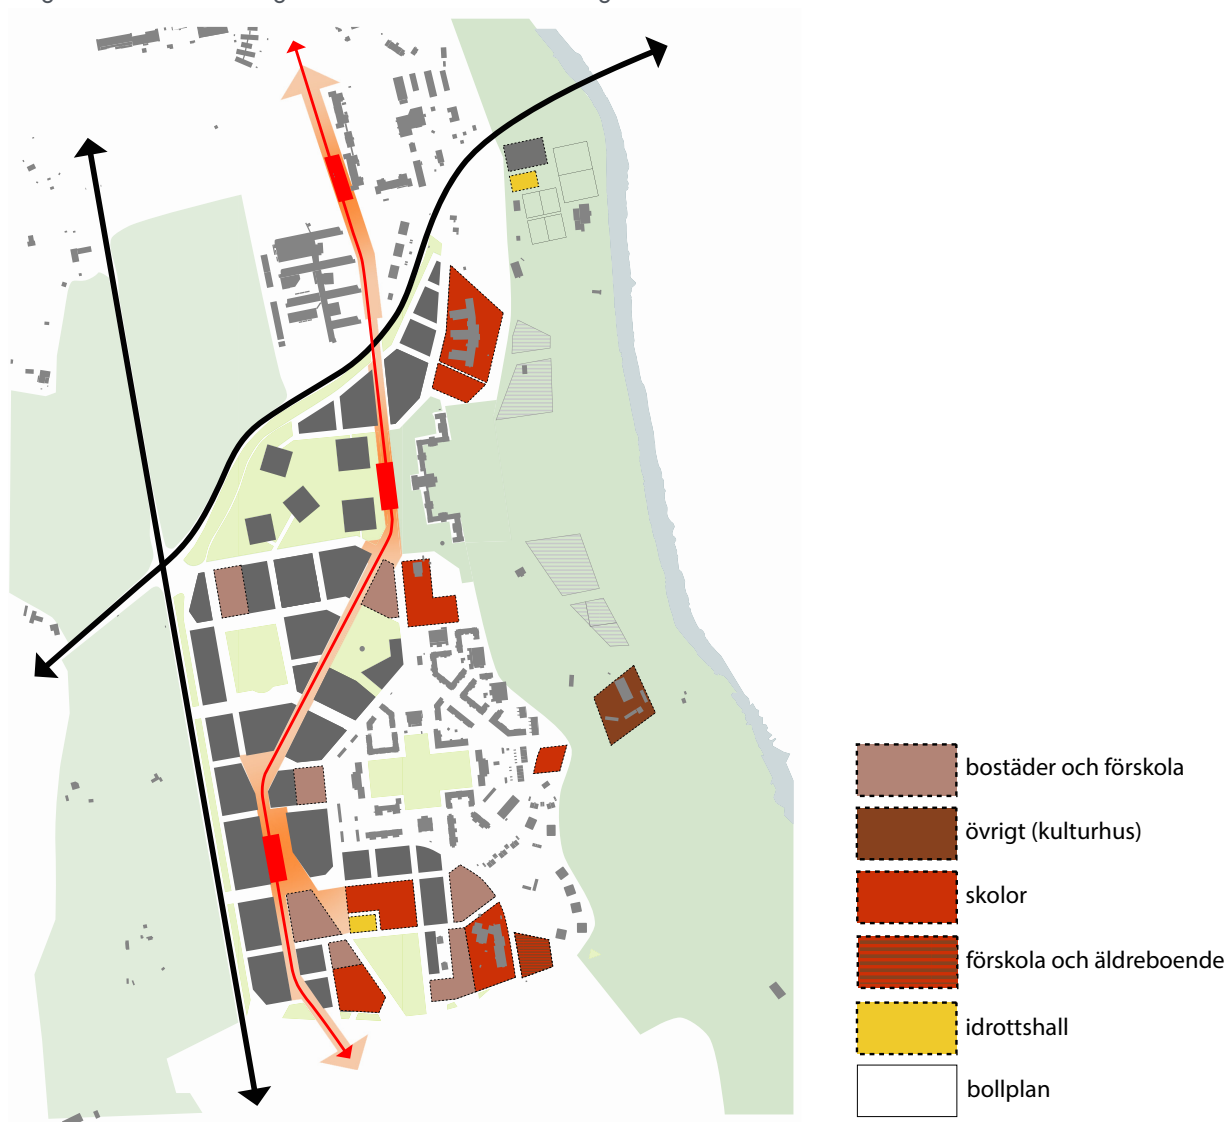 bostäder och förskola
övrigt (kulturhus)
skolor
förskola och äldreboende
idrottshall
bollplan